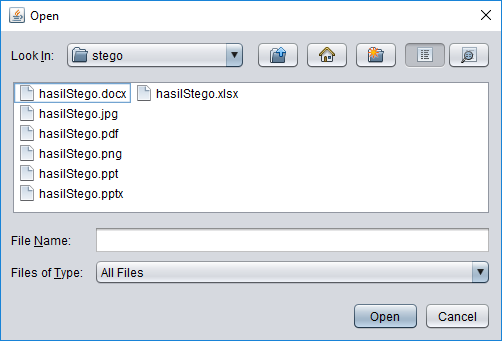 Open
Look In: stego
hasilStego.docx hasilStego.xlsx
hasilStego.jpg
hasilStego.pdf
hasilStego.png
hasilStego.ppt
hasilStego.pptx
File Name:
Files of Type: All Files
Open Cancel